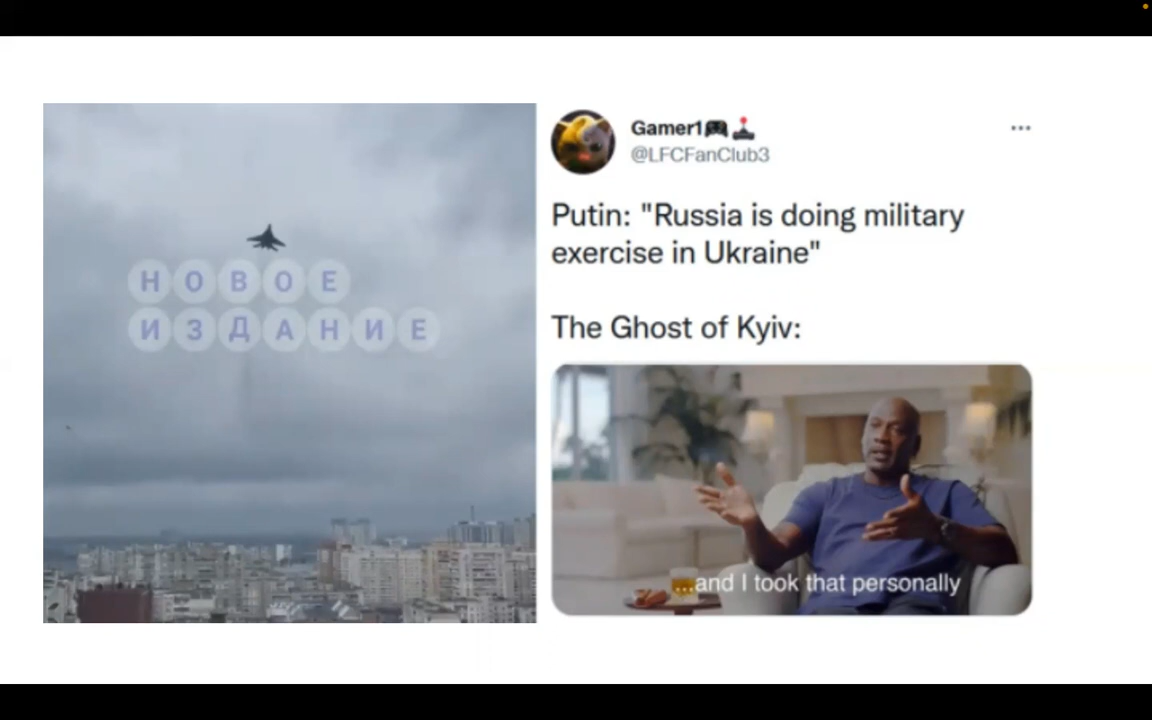 НОВОЕ
ИЗДАНИЕ
Gamer1🎮🕹️
@LFCFanClub3
Putin: "Russia is doing military
exercise in Ukraine"
The Ghost of Kyiv:
...and I took that personally